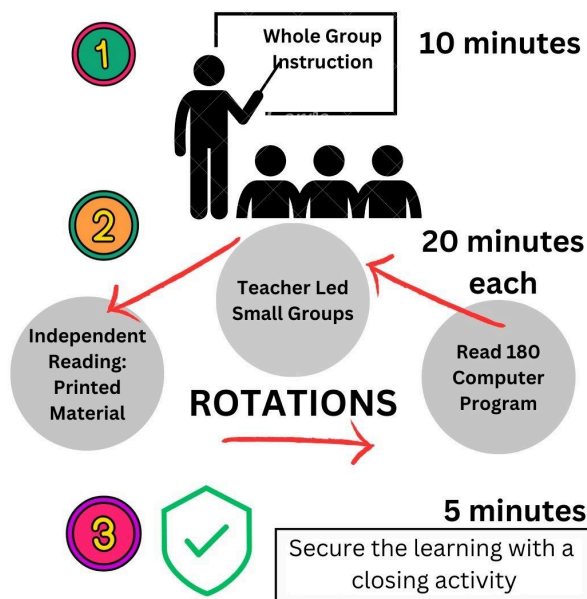 1
Whole Group
Instruction
10 minutes
2
20 minutes
each
Teacher Led
Small Groups
Independent
Reading:
Printed
Material
Read 180
Computer
Program
ROTATIONS
3
5 minutes
Secure the learning with a
closing activity